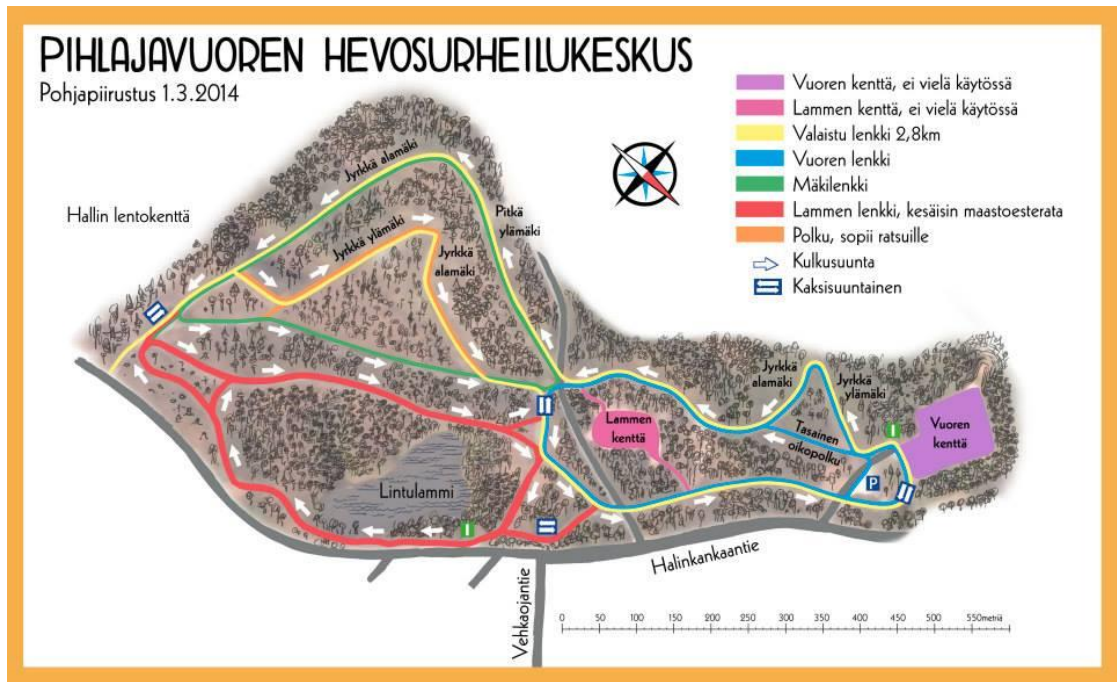 PIHLAJAVUOREN HEVOSURHEILUKESKUS
Pohjapiirustus 1.3.2014
Vuoren kenttä, ei vielä käytössä
Lammen kenttä, ei vielä käytössä
Valaistu lenkki 2,8km
Vuoren lenkki
Mäkilenkki
Lammen lenkki, kesäisin maastoesterata
Polku, sopii ratsuille
Kulkusuunta
Kaksisuuntainen
Hallin lentokenttä
Jyrkkä alamäki
Pitkä
ylämäki
Jyrkkä ylämäki
Jyrkkä
alamäki
Jyrkkä
alamäki
Jyrkkä
ylämäki
Tasainen
oikopolku
Lammen
kenttä
Vuoren
kenttä
I
P
Lintulammi
I
Halinkankaantie
Vehkaojantie
0 50 100 150 200 250 300 350 400 450 500 550metriä